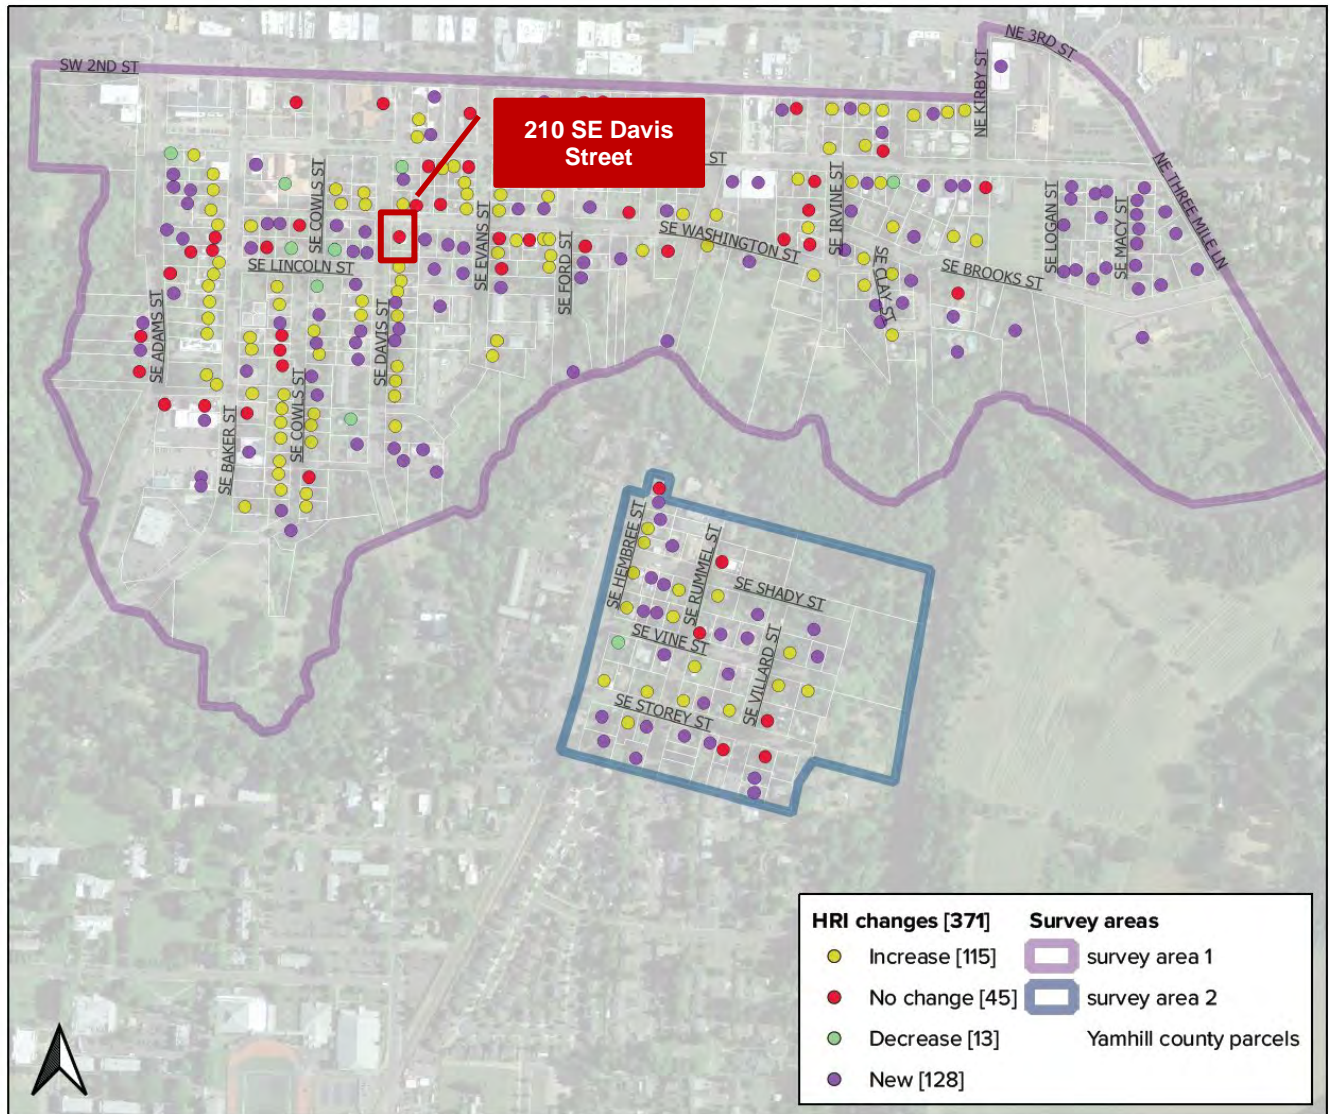 NE 3RD ST
SW 2ND ST
NE KIRBY ST
210 SE Davis
Street
ST
NE THREE MILE LN
SE COWLS ST
SE IRVINE ST
SE LOGAN ST
SE MACY ST
SE EVANS ST
SE FORD ST
SE WASHINGTON ST
SE LINCOLN ST
SE CLAY ST
SE BROOKS ST
SE ADAMS ST
SE DAVIS ST
SE COWLS ST
SE BAKER ST
SE HEMBREE ST
SE RUMMEL ST
SE SHADY ST
SE VINE ST
SE VILLARD ST
SE STOREY ST
HRI changes [371]
Increase [115]
No change [45]
Decrease [13]
New [128]
Survey areas
survey area 1
survey area 2
Yamhill county parcels